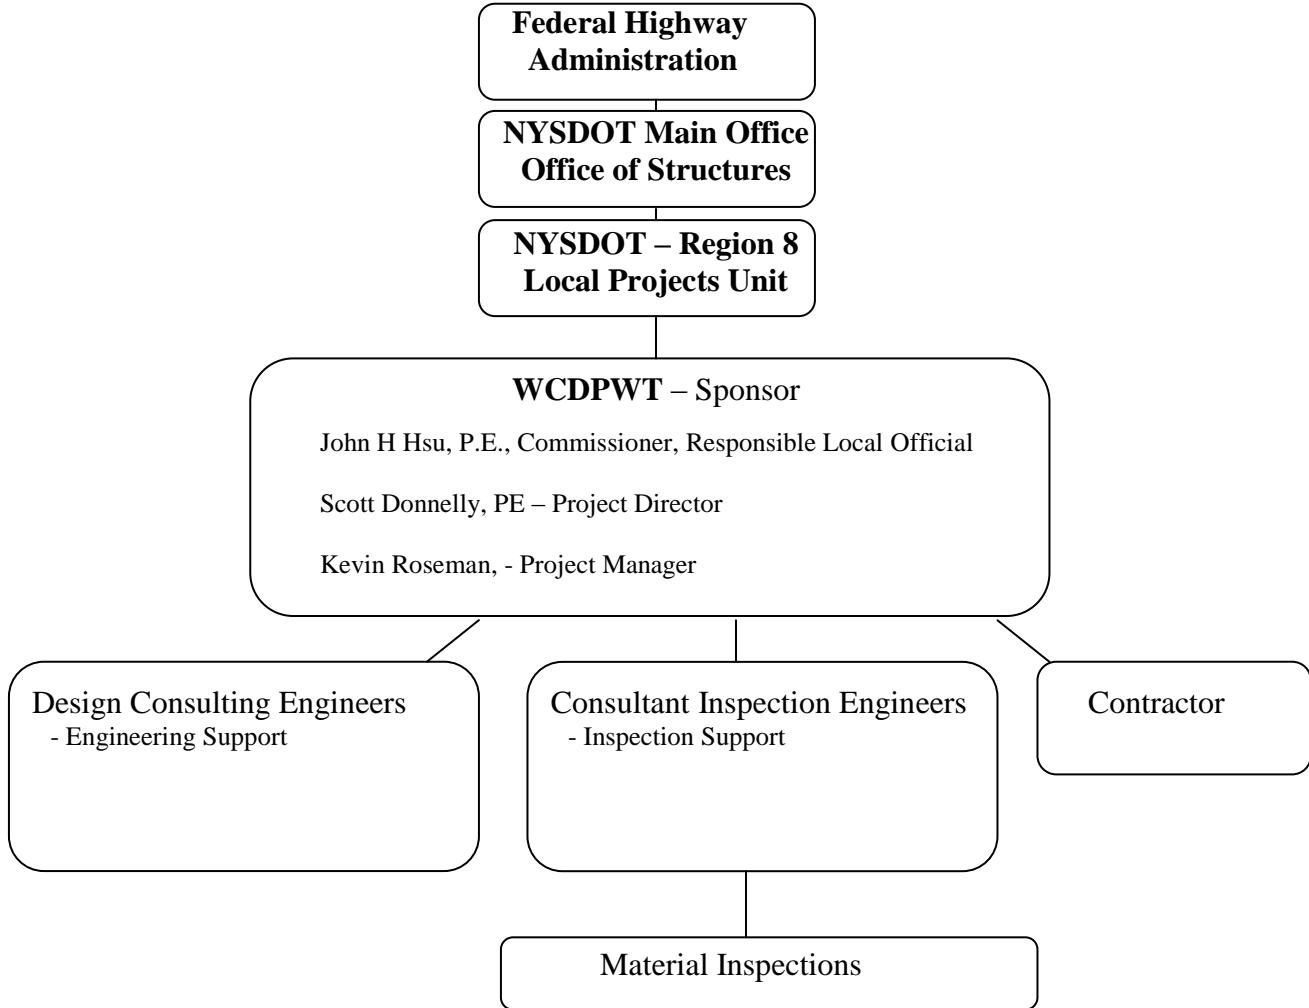 Federal Highway
Administration
NYSDOT Main Office
Office of Structures
NYSDOT – Region 8
Local Projects Unit
WCDPWT – Sponsor
John H Hsu, P.E., Commissioner, Responsible Local Official
Scott Donnelly, PE – Project Director
Kevin Roseman, - Project Manager
Design Consulting Engineers
- Engineering Support
Consultant Inspection Engineers
- Inspection Support
Contractor
Material Inspections